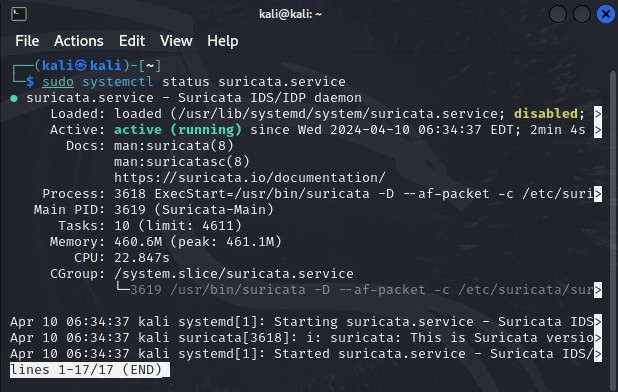 kali@kali: ~
File Actions Edit View Help
┌──(kali㉿kali)-[~]
└─$ sudo systemctl status suricata.service
● suricata.service - Suricata IDS/IDP daemon
Loaded: loaded (/usr/lib/systemd/system/suricata.service; disabled; >
Active: active (running) since Wed 2024-04-10 06:34:37 EDT; 2min 4s >
Docs: man:suricata(8)
man:suricatasc(8)
https://suricata.io/documentation/
Process: 3618 ExecStart=/usr/bin/suricata -D --af-packet -c /etc/suri>
Main PID: 3619 (Suricata-Main)
Tasks: 10 (limit: 4611)
Memory: 460.6M (peak: 461.1M)
CPU: 22.847s
CGroup: /system.slice/suricata.service
└─3619 /usr/bin/suricata -D --af-packet -c /etc/suricata/sur>
Apr 10 06:34:37 kali systemd[1]: Starting suricata.service - Suricata IDS>
Apr 10 06:34:37 kali suricata[3618]: i: suricata: This is Suricata versio>
Apr 10 06:34:37 kali systemd[1]: Started suricata.service - Suricata IDS/>
lines 1-17/17 (END)